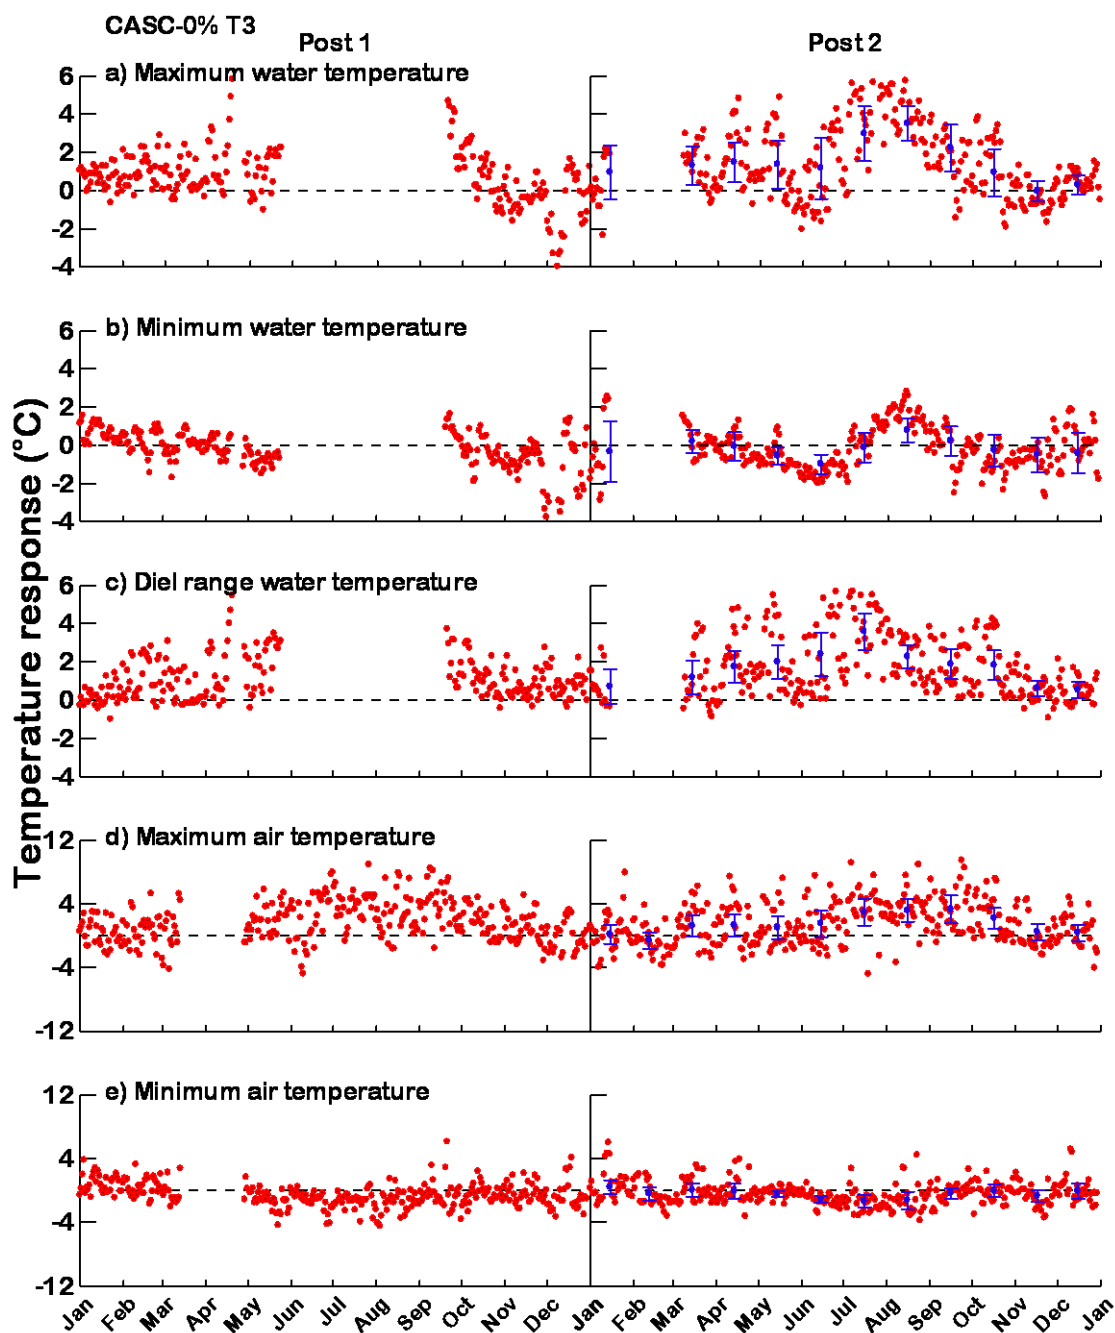 CASC-0% T3
Post 1 Post 2
a) Maximum water temperature
6
4
2
0
-2
-4
b) Minimum water temperature
6
4
2
0
-2
-4
c) Diel range water temperature
6
4
2
0
-2
-4
d) Maximum air temperature
12
4
-4
-12
e) Minimum air temperature
12
4
-4
-12
Temperature response (°C)
Jan Feb Mar Apr May Jun Jul Aug Sep Oct Nov Dec Jan Feb Mar Apr May Jun Jul Aug Sep Oct Nov Dec Jan